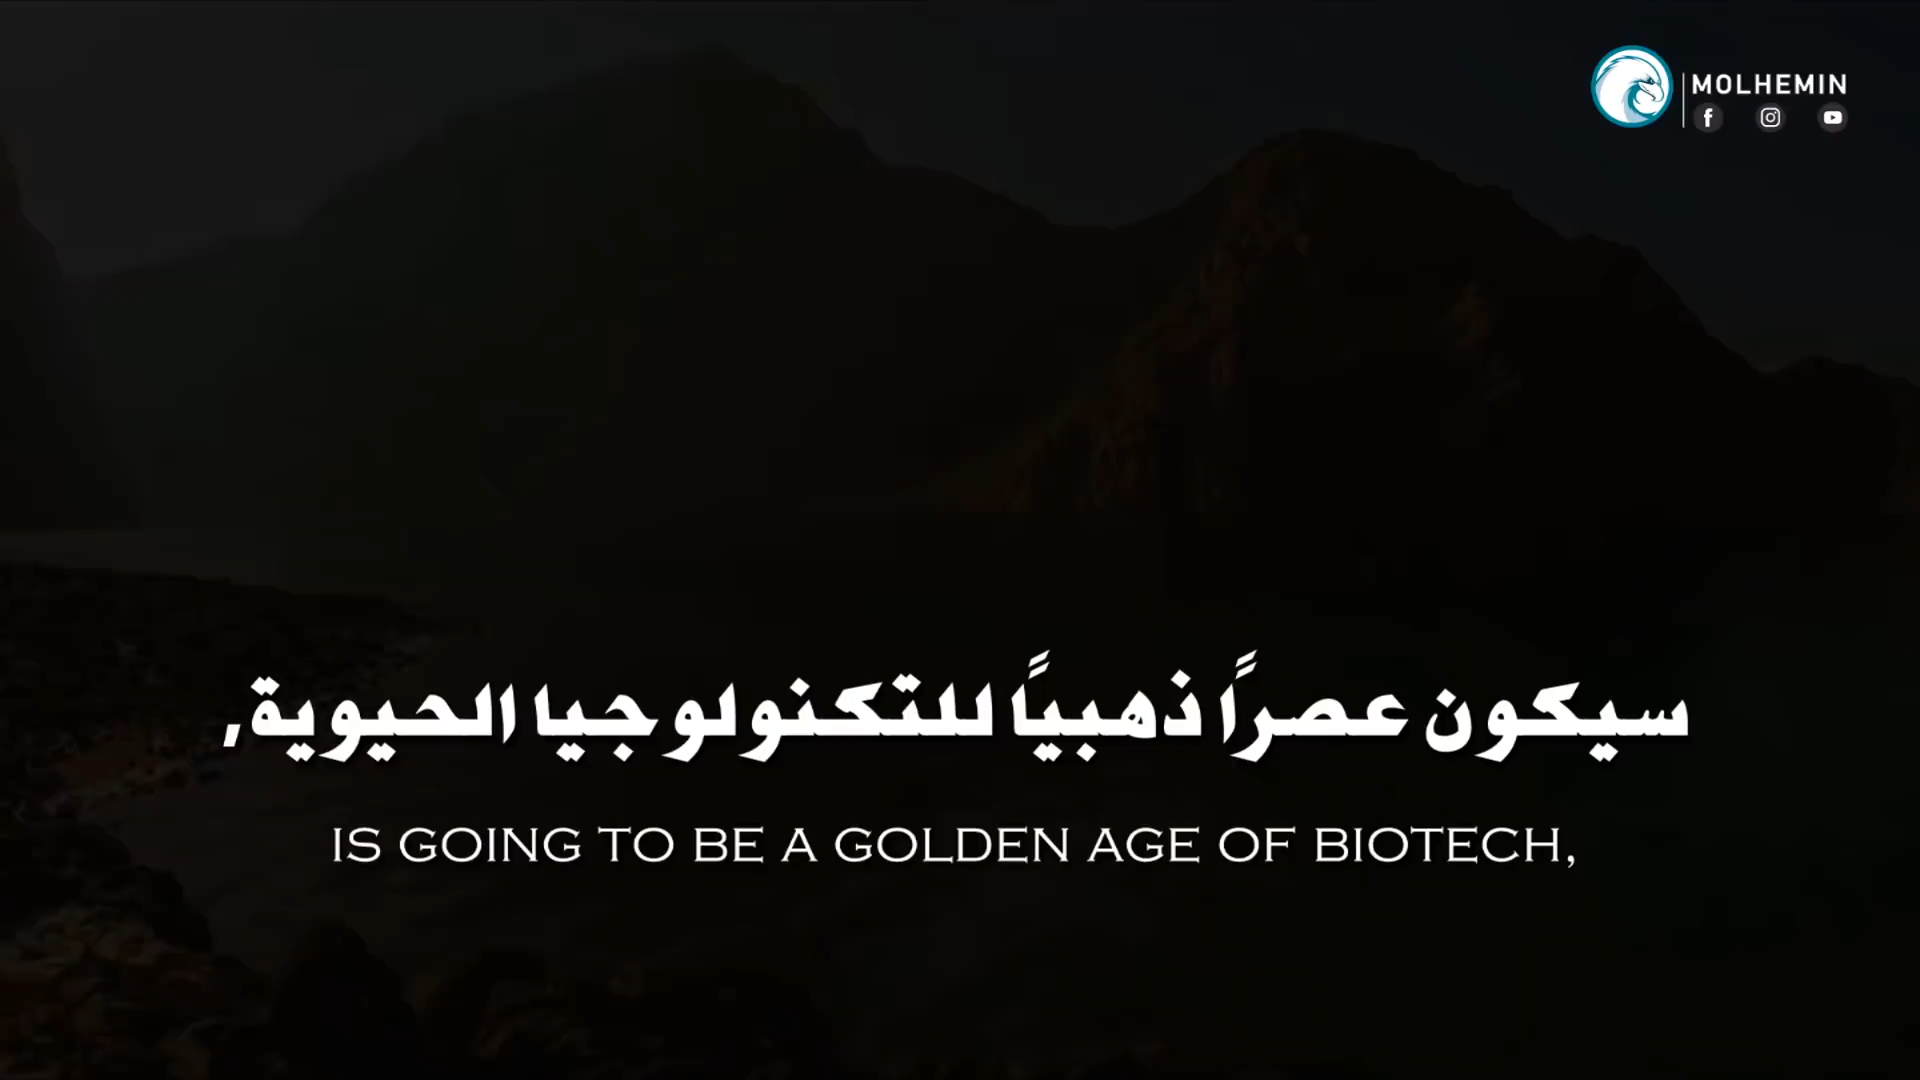 MOLHEMIN
سيكون عصراً ذهبياً للتكنولوجيا الحيوية,
IS GOING TO BE A GOLDEN AGE OF BIOTECH,